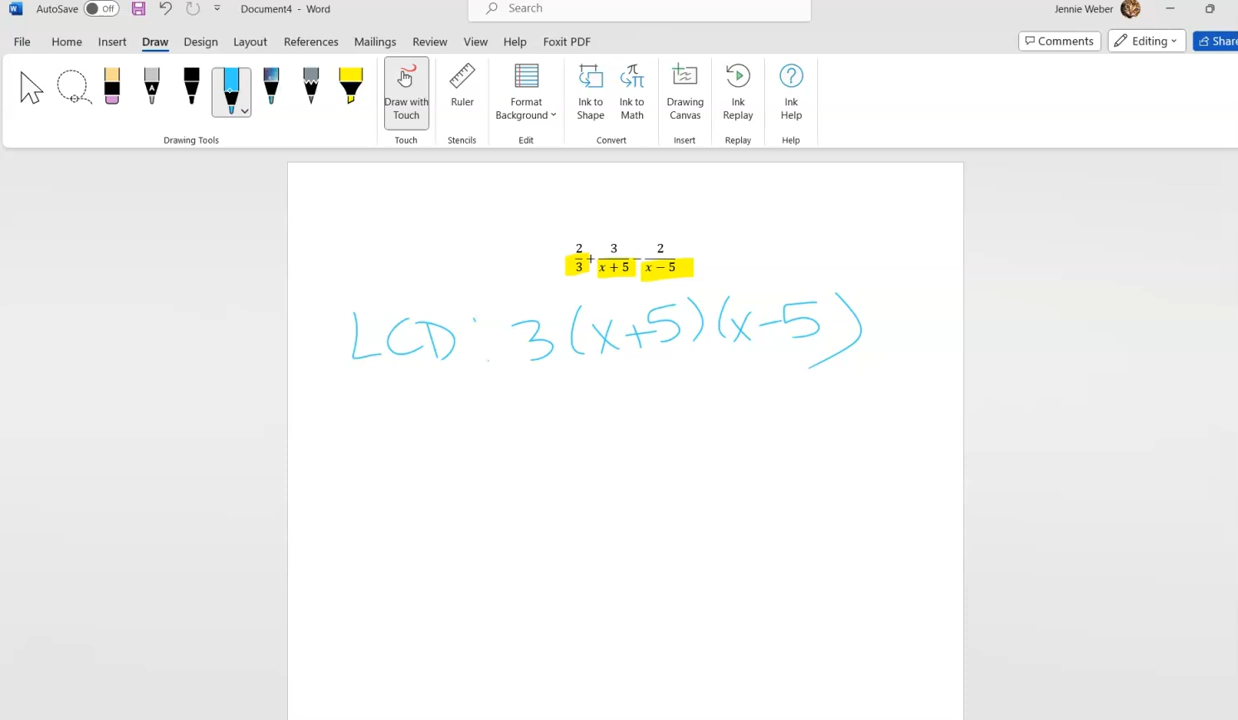 AutoSave Off Document4 - Word Search Jennie Weber
File Home Insert Draw Design Layout References Mailings Review View Help Foxit PDF Comments Editing Share
A
Draw with Touch Ruler Format Background Ink to Shape Ink to Math Drawing Canvas Ink Replay Ink Help
Drawing Tools Touch Stencils Edit Convert Insert Replay Help
2/3 + 3/(x + 5) − 2/(x − 5)
LCD: 3(x+5)(x-5)